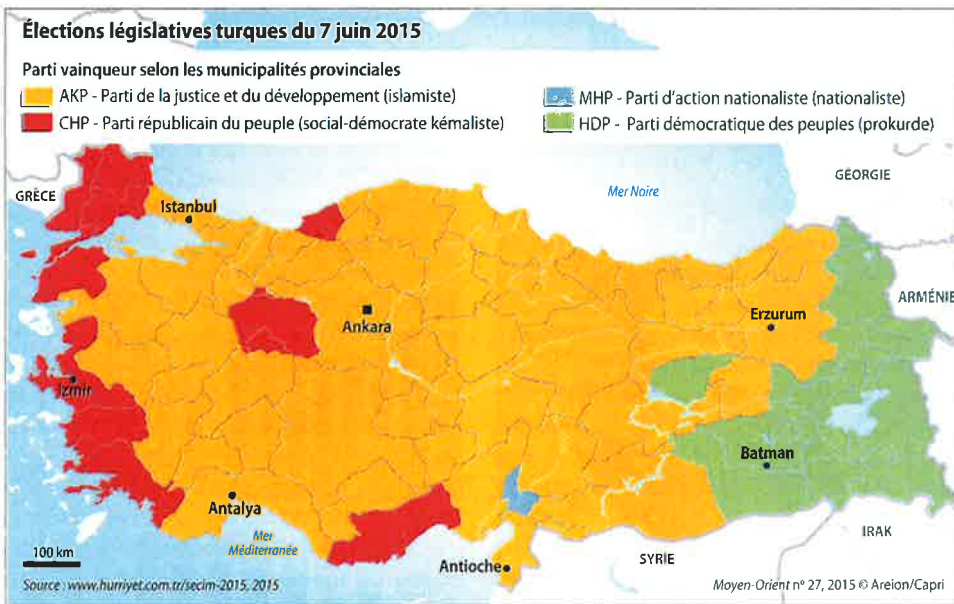 Élections législatives turques du 7 juin 2015
Parti vainqueur selon les municipalités provinciales
AKP - Parti de la justice et du développement (islamiste)
CHP - Parti républicain du peuple (social-démocrate kémaliste)
MHP - Parti d'action nationaliste (nationaliste)
HDP - Parti démocratique des peuples (prokurde)
GRÈCE
Istanbul
Mer Noire
GÉORGIE
ARMÉNIE
Ankara
Erzurum
Izmir
Batman
Antalya
Mer
Méditerranée
Antioche
SYRIE
IRAK
100 km
Source : www.hurriyet.com.tr/secim-2015, 2015
Moyen-Orient n° 27, 2015 © Areion/Capri